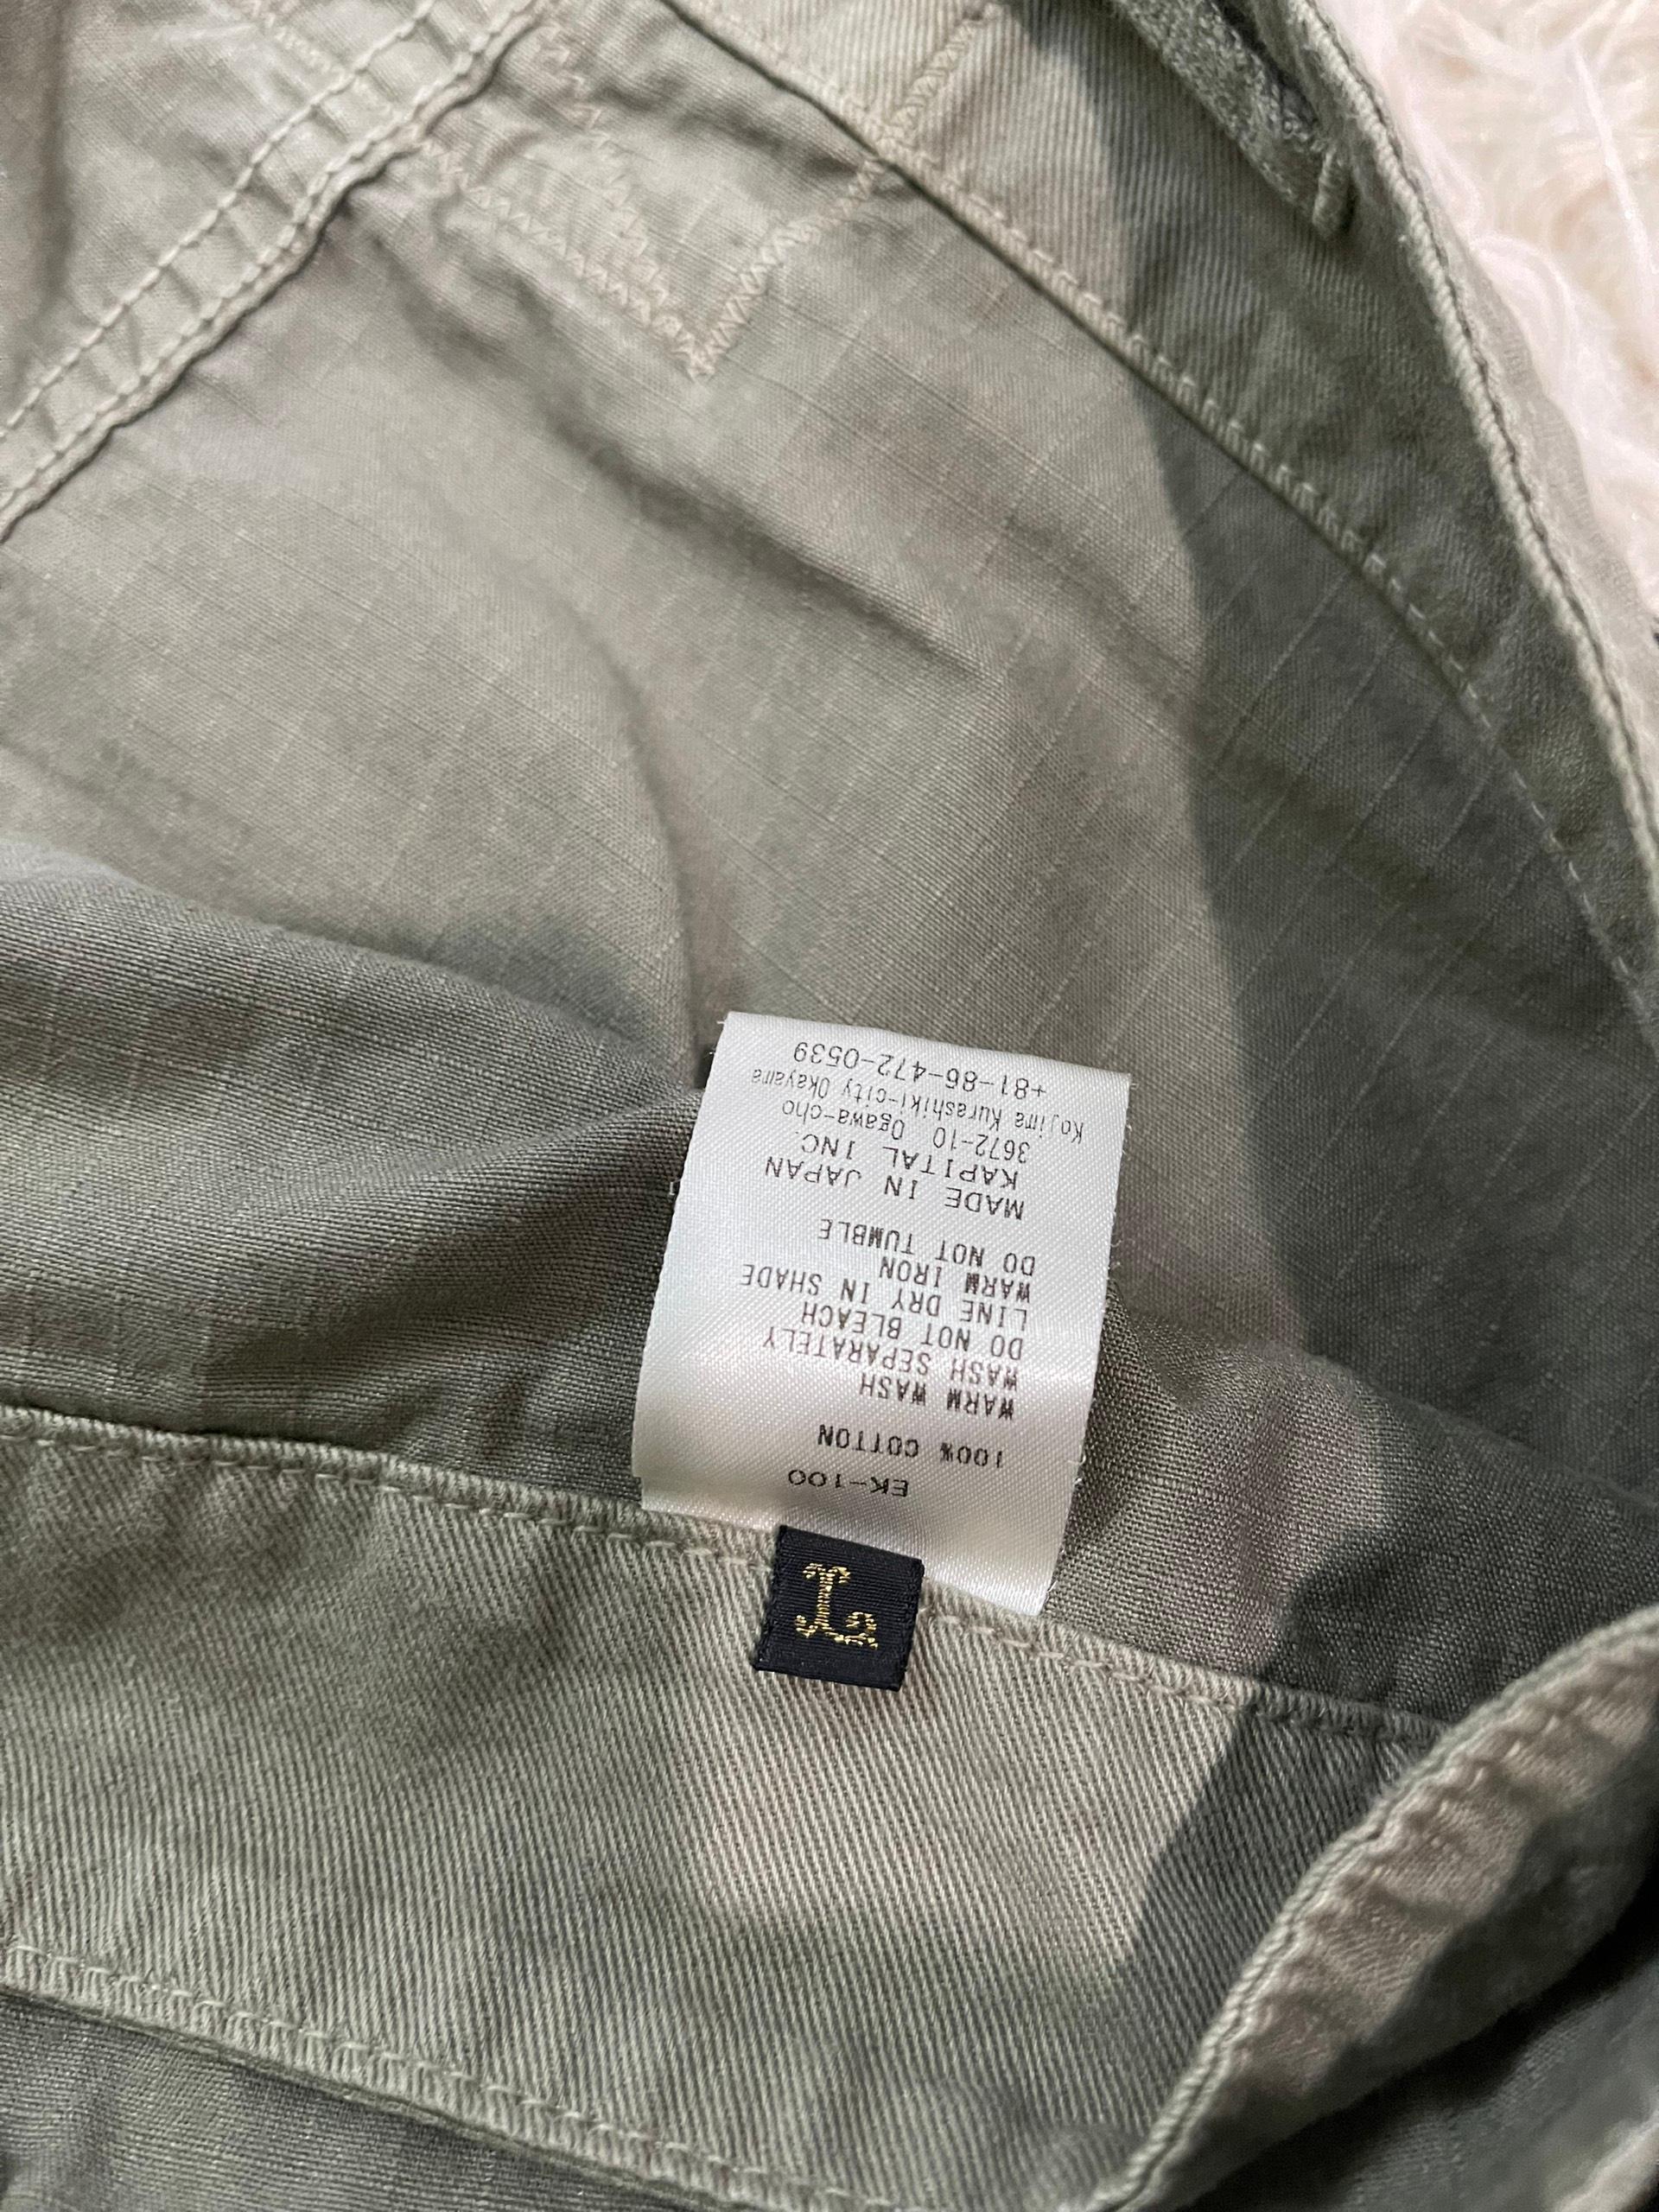 L
EK-100
100% COTTON
WARM WASH
WASH SEPARATELY
DO NOT BLEACH
LINE DRY IN SHADE
WARM IRON
DO NOT TUMBLE
MADE IN JAPAN
KAPITAL INC.
3672-10 Ogawa-cho
Kojima Kurashiki-city Okayama
+81-86-472-0539